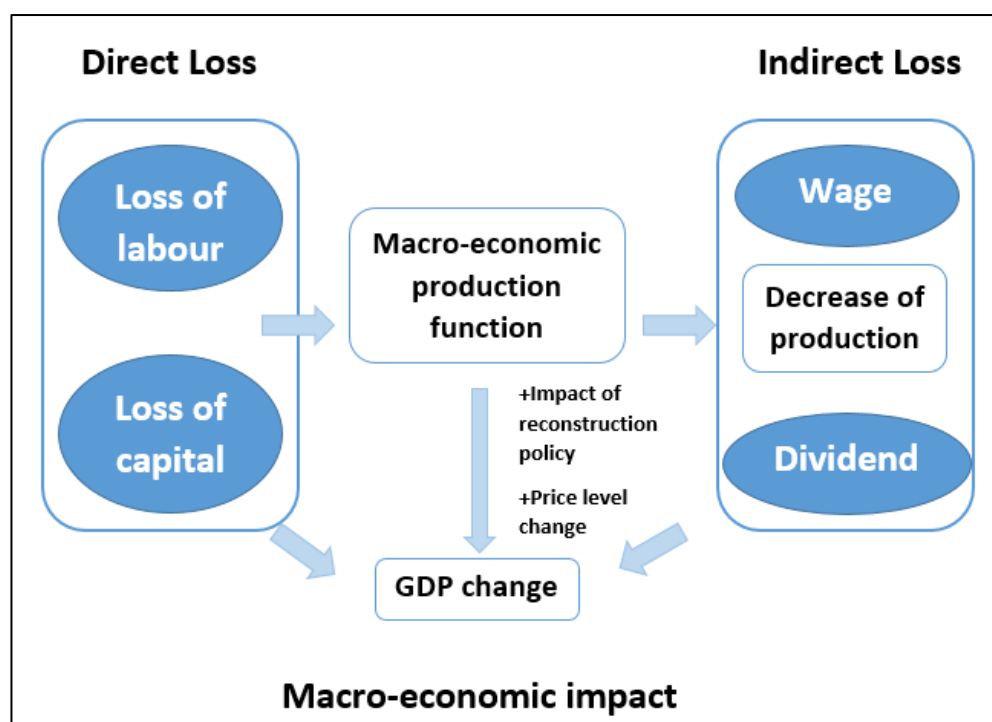 Direct Loss
Indirect Loss
Loss of
labour
Loss of
capital
Macro-economic
production
function
Wage
Decrease of
production
Dividend
+Impact of
reconstruction
policy
+Price level
change
GDP change
Macro-economic impact